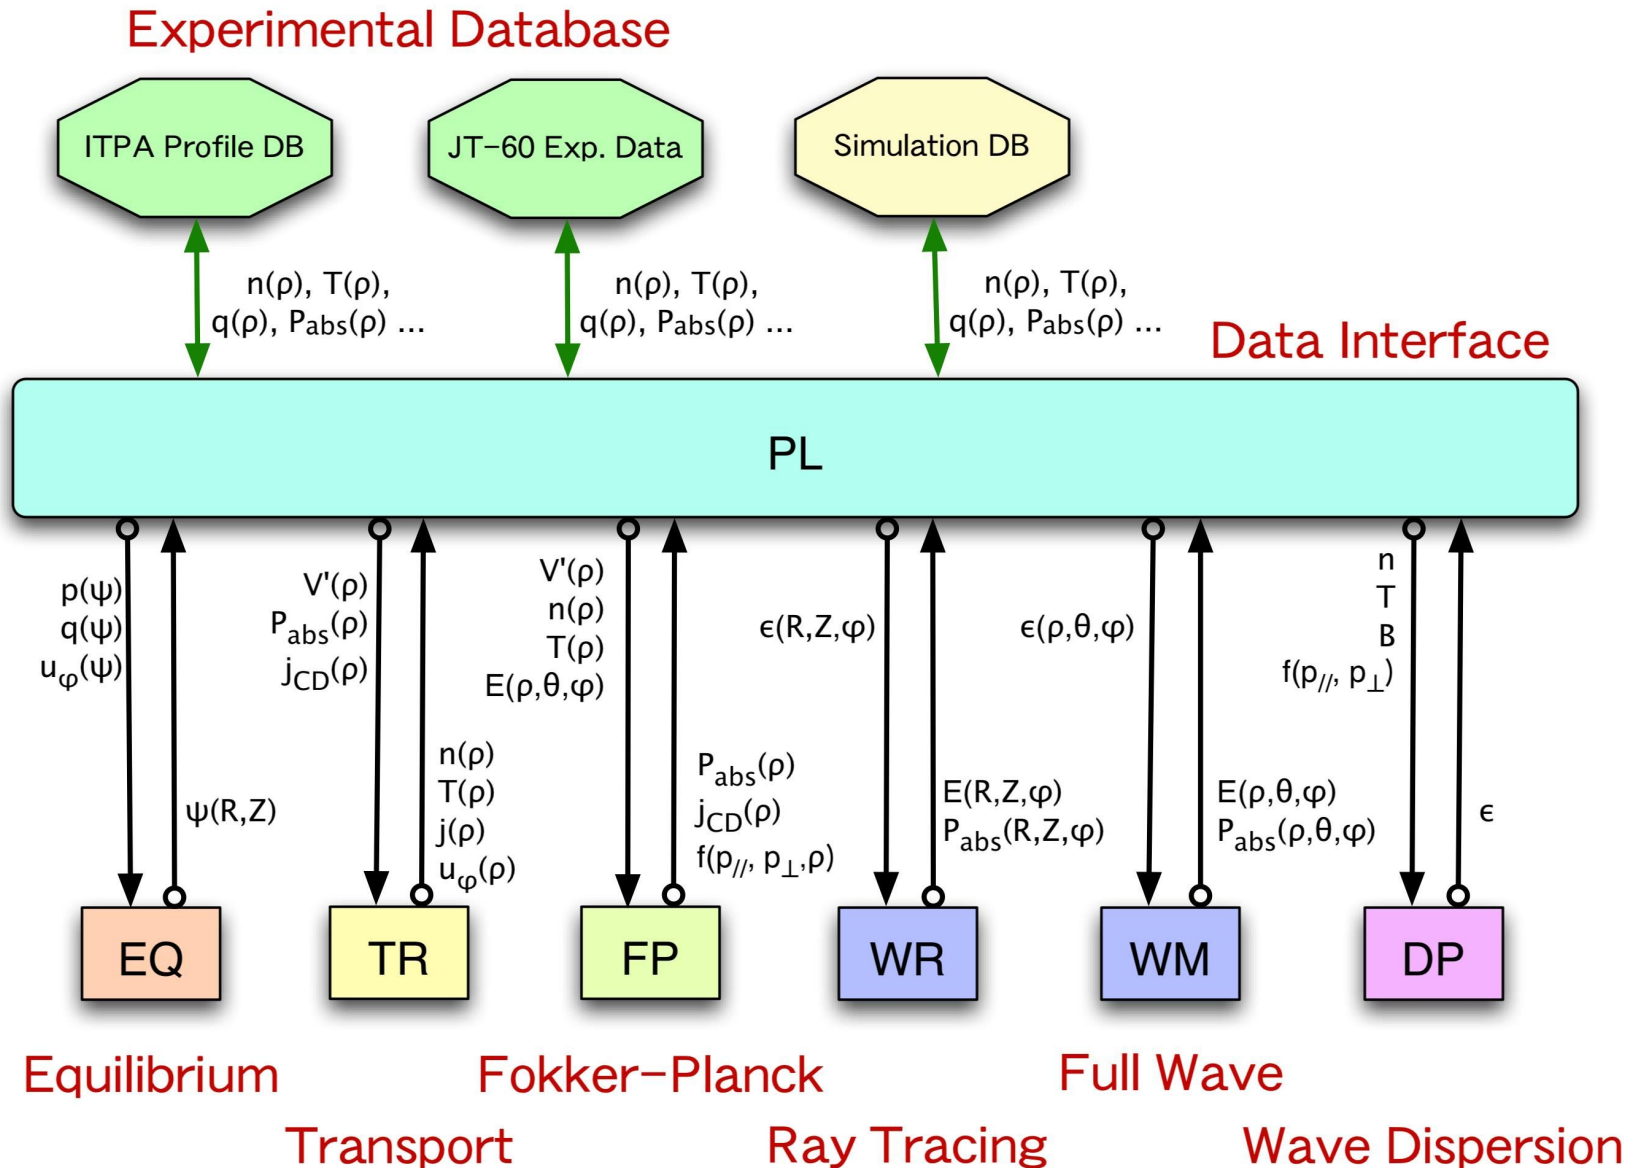 Experimental Database
ITPA Profile DB
JT-60 Exp. Data
Simulation DB
n(ρ), T(ρ),
q(ρ), Pabs(ρ) ...
n(ρ), T(ρ),
q(ρ), Pabs(ρ) ...
n(ρ), T(ρ),
q(ρ), Pabs(ρ) ...
Data Interface
PL
p(ψ)
q(ψ)
uφ(ψ)
ψ(R,Z)
V'(ρ)
Pabs(ρ)
jCD(ρ)
n(ρ)
T(ρ)
j(ρ)
uφ(ρ)
V'(ρ)
n(ρ)
T(ρ)
E(ρ,θ,φ)
Pabs(ρ)
jCD(ρ)
f(p//, p⊥,ρ)
ϵ(R,Z,φ)
E(R,Z,φ)
Pabs(R,Z,φ)
ϵ(ρ,θ,φ)
E(ρ,θ,φ)
Pabs(ρ,θ,φ)
n
T
B
f(p//, p⊥)
ϵ
EQ
TR
FP
WR
WM
DP
Equilibrium
Fokker-Planck
Full Wave
Transport
Ray Tracing
Wave Dispersion